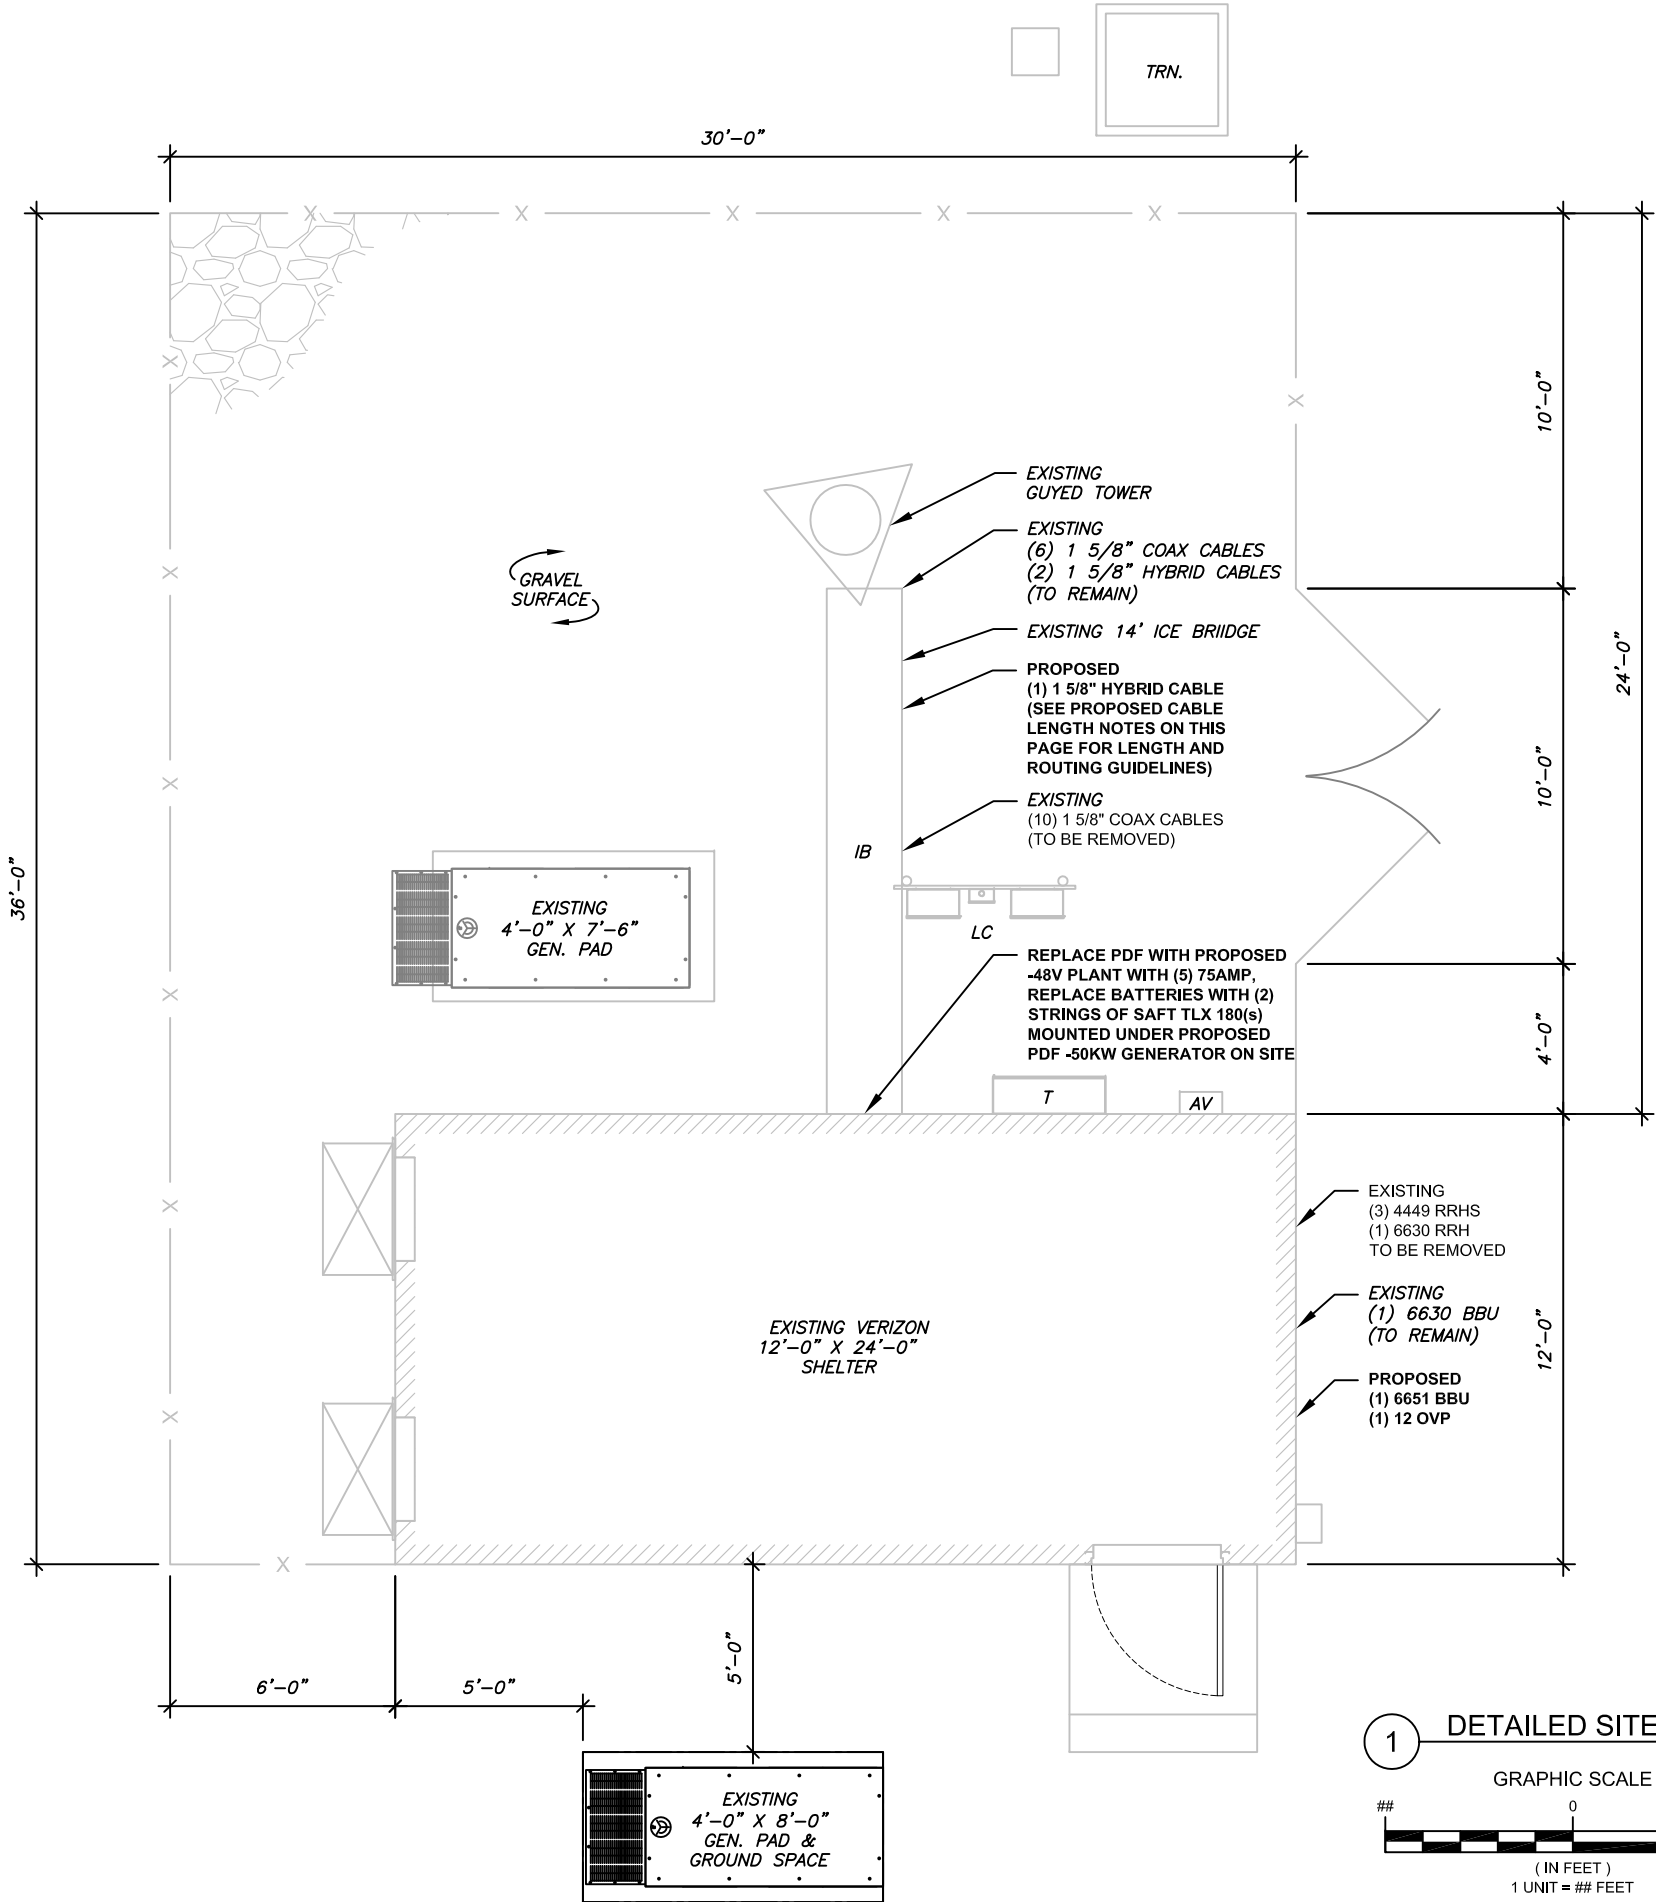 TRN.
30'-0"
X X X X X
X
X
X
X
X
X
X
X
X
36'-0"
10'-0"
10'-0"
24'-0"
4'-0"
12'-0"
EXISTING
GUYED TOWER
EXISTING
(6) 1 5/8" COAX CABLES
(2) 1 5/8" HYBRID CABLES
(TO REMAIN)
GRAVEL
SURFACE
EXISTING 14' ICE BRIIDGE
PROPOSED
(1) 1 5/8" HYBRID CABLE
(SEE PROPOSED CABLE
LENGTH NOTES ON THIS
PAGE FOR LENGTH AND
ROUTING GUIDELINES)
EXISTING
(10) 1 5/8" COAX CABLES
(TO BE REMOVED)
IB
EXISTING
4'-0" X 7'-6"
GEN. PAD
LC
REPLACE PDF WITH PROPOSED
-48V PLANT WITH (5) 75AMP,
REPLACE BATTERIES WITH (2)
STRINGS OF SAFT TLX 180(s)
MOUNTED UNDER PROPOSED
PDF -50KW GENERATOR ON SITE
T
AV
EXISTING
(3) 4449 RRHS
(1) 6630 RRH
TO BE REMOVED
EXISTING
(1) 6630 BBU
(TO REMAIN)
PROPOSED
(1) 6651 BBU
(1) 12 OVP
EXISTING VERIZON
12'-0" X 24'-0"
SHELTER
5'-0"
6'-0"
5'-0"
EXISTING
4'-0" X 8'-0"
GEN. PAD &
GROUND SPACE
1
DETAILED SITE
GRAPHIC SCALE
## 0
( IN FEET )
1 UNIT = ## FEET